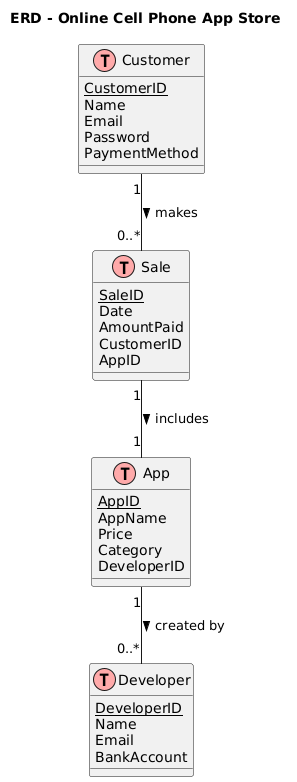 ERD - Online Cell Phone App Store
T Customer
CustomerID
Name
Email
Password
PaymentMethod
1
makes
0..*
T Sale
SaleID
Date
AmountPaid
CustomerID
AppID
1
includes
1
T App
AppID
AppName
Price
Category
DeveloperID
1
created by
0..*
T Developer
DeveloperID
Name
Email
BankAccount